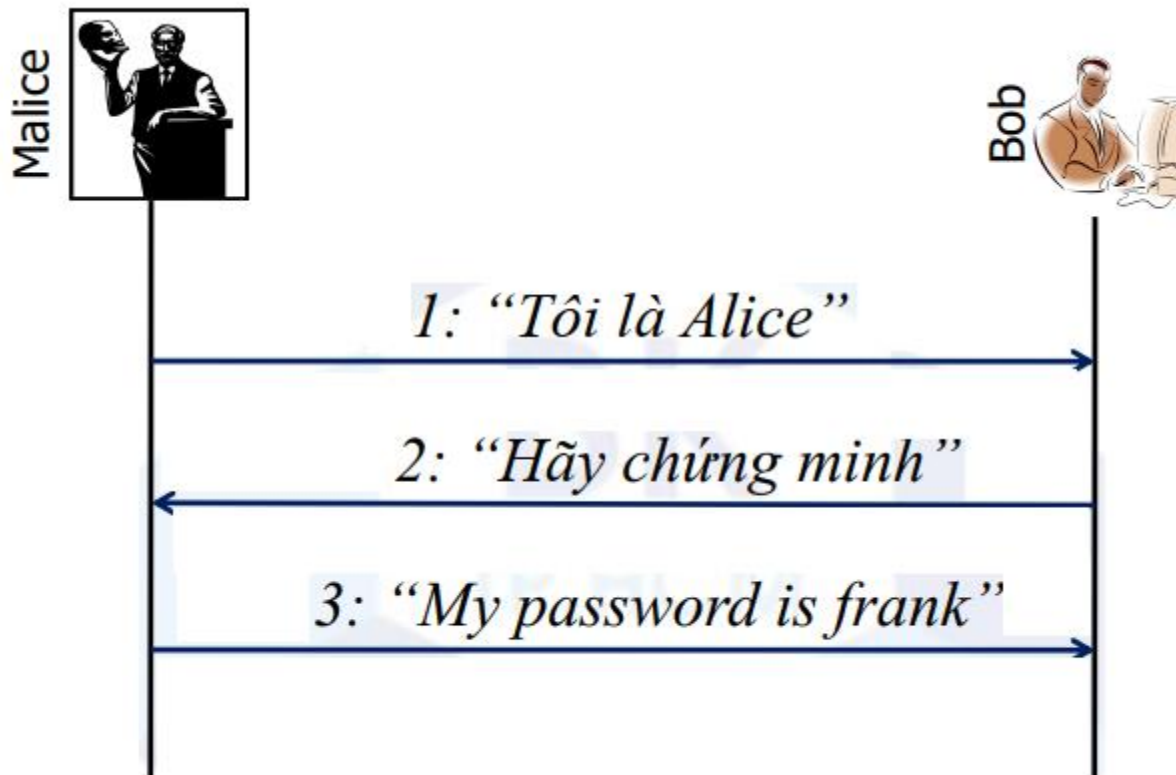 Malice
Bob
1: “Tôi là Alice”
2: “Hãy chứng minh”
3: “My password is frank”